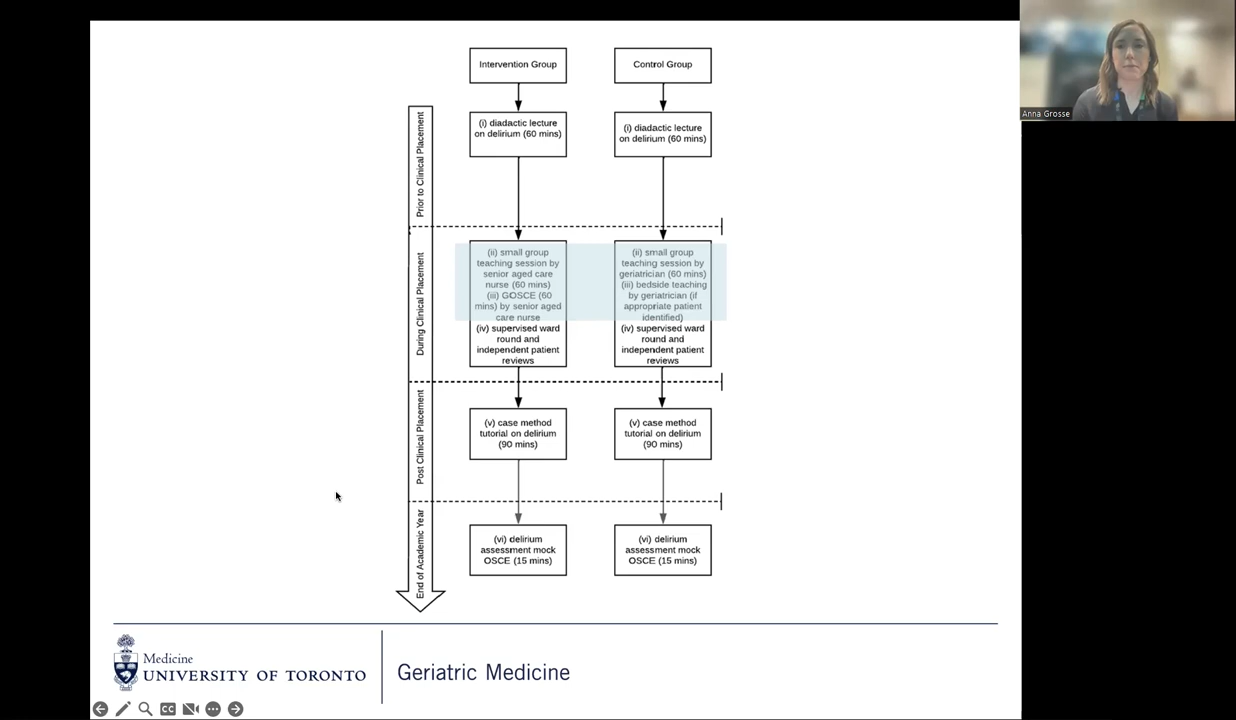 Intervention Group
Control Group
(i) diadactic lecture
on delirium (60 mins)
(i) diadactic lecture
on delirium (60 mins)
Prior to Clinical Placement
(ii) small group
teaching session by
senior aged care
nurse (60 mins)
(iii) GOSCE (60
mins) by senior aged
care nurse
(iv) supervised ward
round and
independent patient
reviews
(ii) small group
teaching session by
geriatrician (60 mins)
(iii) bedside teaching
by geriatrician (if
appropriate patient
identified)
(iv) supervised ward
round and
independent patient
reviews
During Clinical Placement
(v) case method
tutorial on delirium
(90 mins)
(v) case method
tutorial on delirium
(90 mins)
Post Clinical Placement
(vi) delirium
assessment mock
OSCE (15 mins)
(vi) delirium
assessment mock
OSCE (15 mins)
End of Academic Year
Medicine
UNIVERSITY OF TORONTO
Geriatric Medicine
Anna Grosse
CC